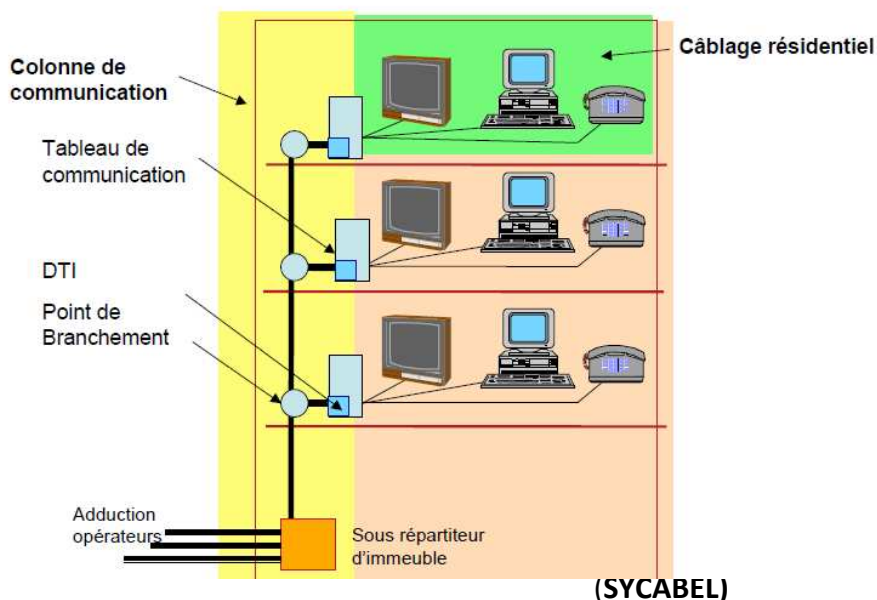 Câblage résidentiel
Colonne de
communication
Tableau de
communication
DTI
Point de
Branchement
Adduction
opérateurs
Sous répartiteur
d'immeuble
(SYCABEL)